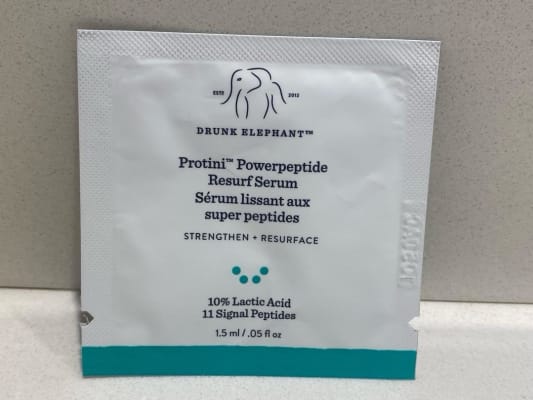 ESTD 2012
DRUNK ELEPHANT™
Protini™ Powerpeptide
Resurf Serum
Sérum lissant aux
super peptides
STRENGTHEN + RESURFACE
10% Lactic Acid
11 Signal Peptides
1.5 ml / .05 fl oz